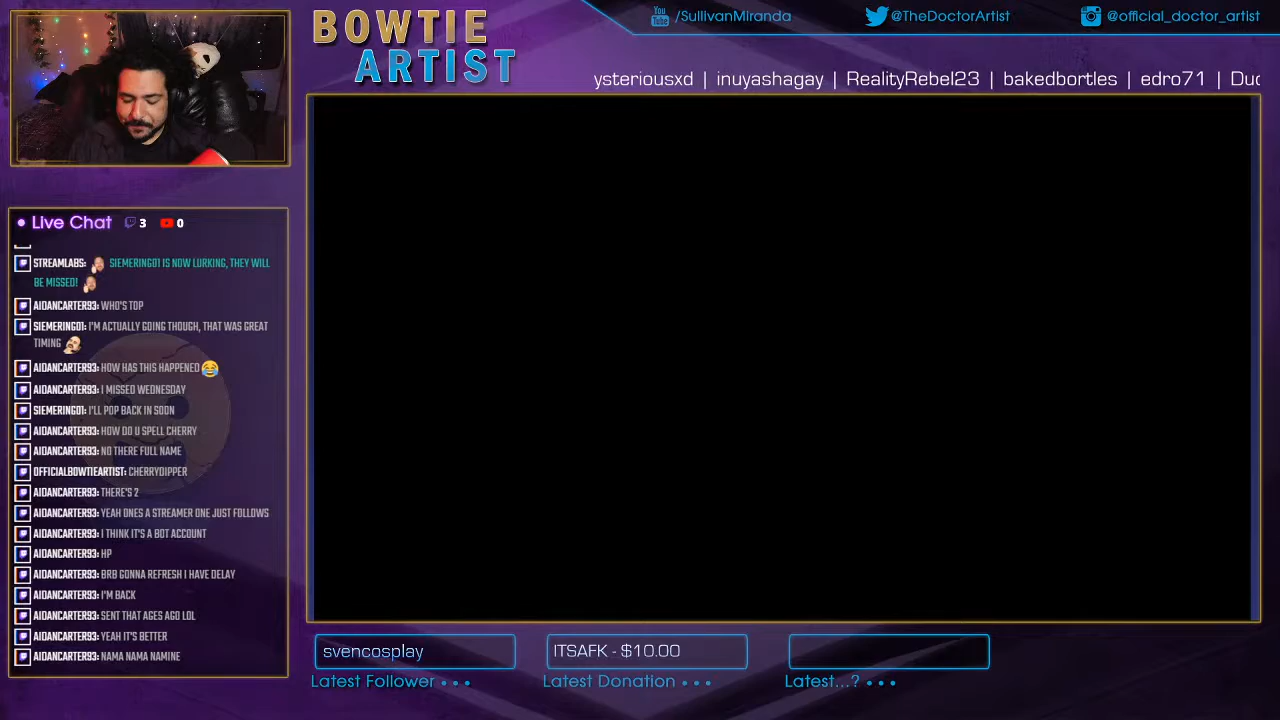 BOWTIE
ARTIST
/SullivanMiranda
@TheDoctorArtist
@official_doctor_artist
ysteriousxd | inuyashagay | RealityRebel23 | bakedbortles | edro71 | Duc
Live Chat 3 0
STREAMLABS: SIEMERING01 IS NOW LURKING, THEY WILL
BE MISSED!
AIDANCARTER93: WHO'S TOP
SIEMERING01: I'M ACTUALLY GOING THOUGH, THAT WAS GREAT
TIMING
AIDANCARTER93: HOW HAS THIS HAPPENED 😂
AIDANCARTER93: I MISSED WEDNESDAY
SIEMERING01: I'LL POP BACK IN SOON
AIDANCARTER93: HOW DO U SPELL CHERRY
AIDANCARTER93: NO THERE FULL NAME
OFFICIALBOWTIEARTIST: CHERRYDIPPER
AIDANCARTER93: THERE'S 2
AIDANCARTER93: YEAH ONES A STREAMER ONE JUST FOLLOWS
AIDANCARTER93: I THINK IT'S A BOT ACCOUNT
AIDANCARTER93: HP
AIDANCARTER93: BRB GONNA REFRESH I HAVE DELAY
AIDANCARTER93: I'M BACK
AIDANCARTER93: SENT THAT AGES AGO LOL
AIDANCARTER93: YEAH IT'S BETTER
AIDANCARTER93: NAMA NAMA NAMINE
svencosplay
Latest Follower • • •
ITSAFK - $10.00
Latest Donation • • •
Latest...? • • •